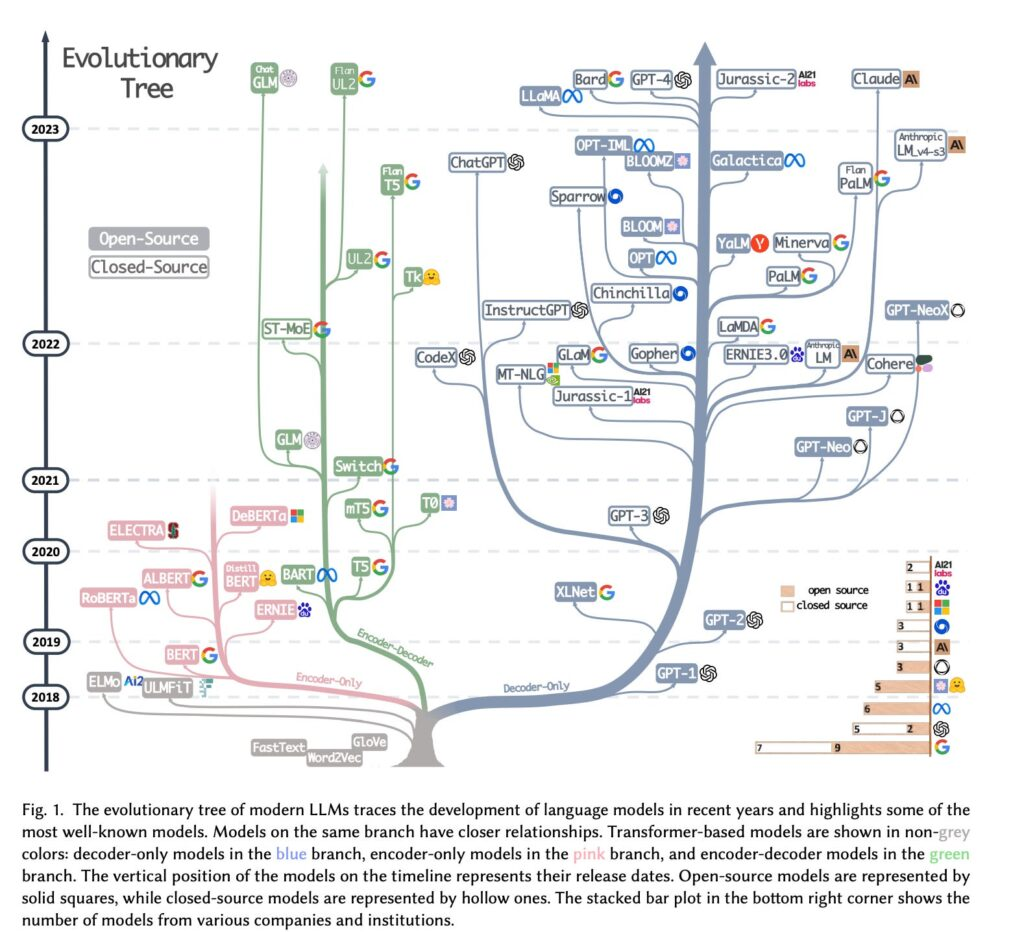 Evolutionary
Tree
2023
2022
2021
2020
2019
2018
Open-Source
Closed-Source
Chat
GLM
Flan
UL2
Flan
T5
UL2
Tk
ST-MoE
GLM
Switch
mT5
T0
BART
T5
Encoder-Decoder
ELECTRA
DeBERTa
ALBERT
Distill
BERT
RoBERTa
ERNIE
BERT
Encoder-Only
ELMo
Ai2
ULMFiT
FastText
GloVe
Word2Vec
Bard
GPT-4
Jurassic-2
AI21
labs
Claude
A\
LLaMA
ChatGPT
OPT-IML
BLOOMZ
Galactica
Anthropic
LM_v4-s3
A\
Flan
PaLM
Sparrow
BLOOM
OPT
YaLM
Y
Minerva
PaLM
Chinchilla
InstructGPT
GPT-NeoX
LaMDA
CodeX
GLaM
Gopher
ERNIE3.0
Anthropic
LM
A\
Cohere
MT-NLG
Jurassic-1
AI21
labs
GPT-J
GPT-Neo
GPT-3
XLNet
GPT-2
GPT-1
Decoder-Only
open source
closed source
2 AI21
labs
1 1
1 1
3
3 A\
3
5
6
5 2
7 9
Fig. 1. The evolutionary tree of modern LLMs traces the development of language models in recent years and highlights some of the
most well-known models. Models on the same branch have closer relationships. Transformer-based models are shown in non-grey
colors: decoder-only models in the blue branch, encoder-only models in the pink branch, and encoder-decoder models in the green
branch. The vertical position of the models on the timeline represents their release dates. Open-source models are represented by
solid squares, while closed-source models are represented by hollow ones. The stacked bar plot in the bottom right corner shows the
number of models from various companies and institutions.